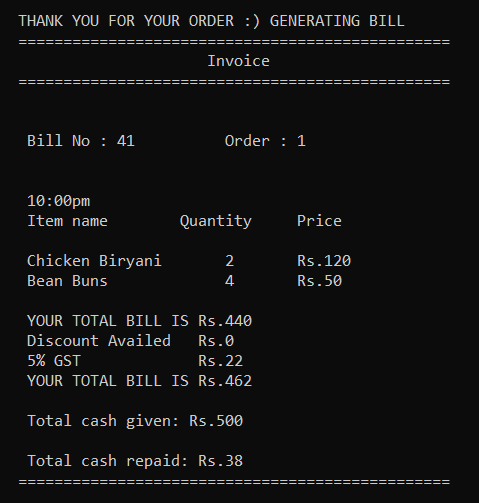 THANK YOU FOR YOUR ORDER :) GENERATING BILL
================================================
Invoice
================================================
Bill No : 41          Order : 1
10:00pm
Item name        Quantity     Price
Chicken Biryani       2       Rs.120
Bean Buns             4       Rs.50
YOUR TOTAL BILL IS Rs.440
Discount Availed   Rs.0
5% GST             Rs.22
YOUR TOTAL BILL IS Rs.462
Total cash given: Rs.500
Total cash repaid: Rs.38
================================================